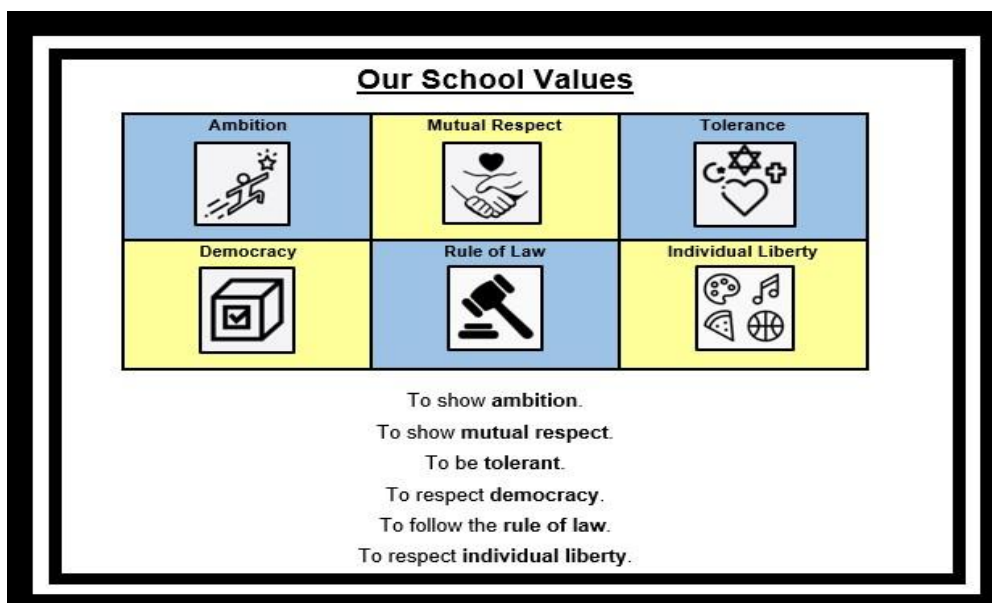 Our School Values
Ambition
Mutual Respect
Tolerance
Democracy
Rule of Law
Individual Liberty
To show ambition.
To show mutual respect.
To be tolerant.
To respect democracy.
To follow the rule of law.
To respect individual liberty.